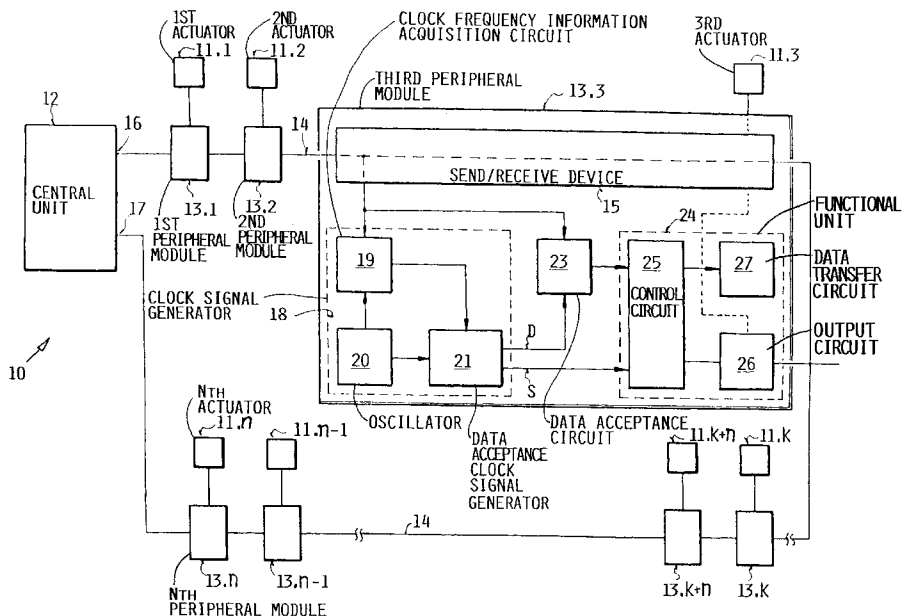 1ST
ACTUATOR
11.1
2ND
ACTUATOR
11.2
CLOCK FREQUENCY INFORMATION
ACQUISITION CIRCUIT
3RD
ACTUATOR
11.3
THIRD PERIPHERAL
MODULE
13.3
12
16
14
CENTRAL
UNIT
17
13.1
13.2
1ST
PERIPHERAL
MODULE
2ND
PERIPHERAL
MODULE
SEND/RECEIVE DEVICE
15
24
FUNCTIONAL
UNIT
19
23
25
CONTROL
CIRCUIT
27
DATA
TRANSFER
CIRCUIT
CLOCK SIGNAL
GENERATOR
18
20
21
D
S
26
OUTPUT
CIRCUIT
10
OSCILLATOR
DATA
ACCEPTANCE
CLOCK
SIGNAL
GENERATOR
DATA ACCEPTANCE
CIRCUIT
NTH
ACTUATOR
11.n
11.n-1
11.k+n
11.k
14
13.n
13.n-1
13.k+n
13.k
NTH
PERIPHERAL MODULE